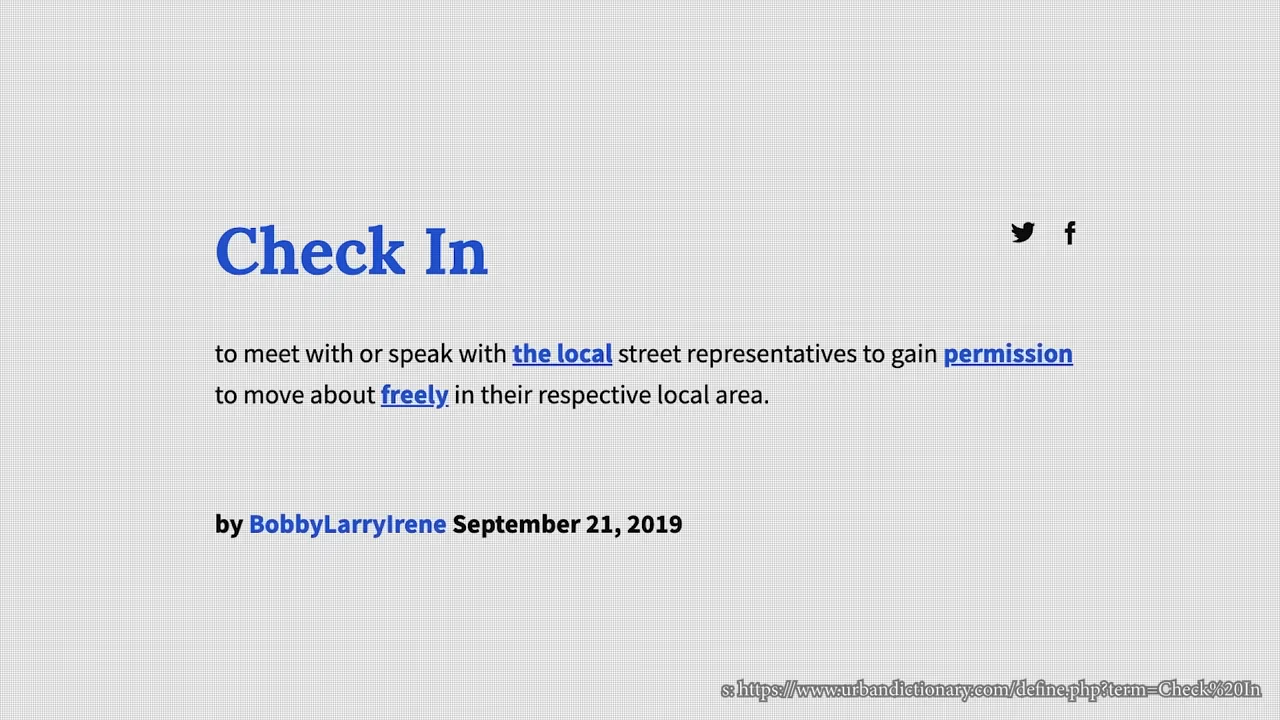 Check In
to meet with or speak with the local street representatives to gain permission
to move about freely in their respective local area.
by BobbyLarryIrene September 21, 2019
s: https://www.urbandictionary.com/define.php?term=Check%20In